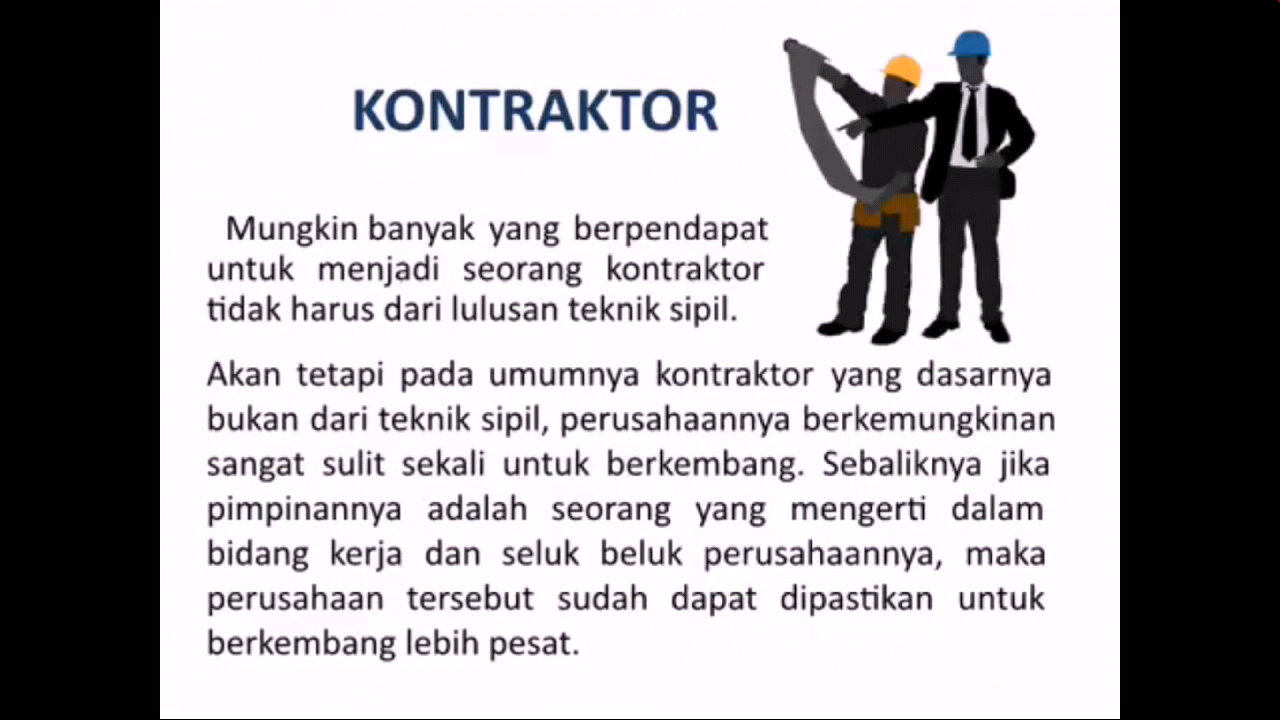 KONTRAKTOR
Mungkin banyak yang berpendapat
untuk menjadi seorang kontraktor
tidak harus dari lulusan teknik sipil.
Akan tetapi pada umumnya kontraktor yang dasarnya
bukan dari teknik sipil, perusahaannya berkemungkinan
sangat sulit sekali untuk berkembang. Sebaliknya jika
pimpinannya adalah seorang yang mengerti dalam
bidang kerja dan seluk beluk perusahaannya, maka
perusahaan tersebut sudah dapat dipastikan untuk
berkembang lebih pesat.